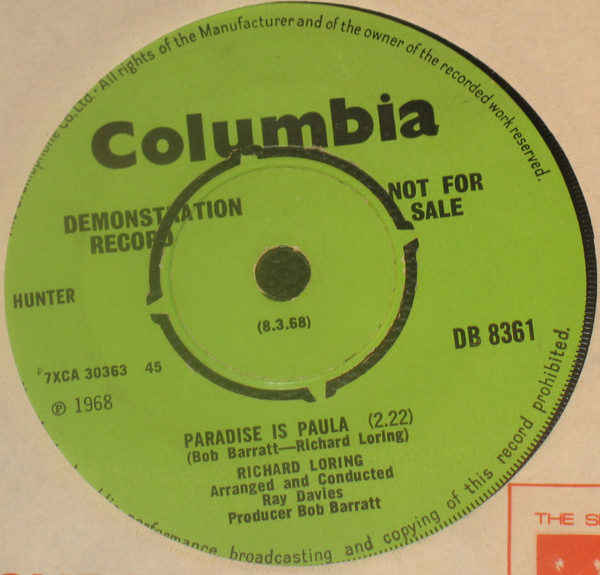 Gramophone Co. Ltd. · All rights of the Manufacturer and of the owner of the recorded work reserved.
Columbia
DEMONSTRATION
RECORD
NOT FOR
SALE
HUNTER
(8.3.68)
DB 8361
7XCA 30363 45
℗ 1968
PARADISE IS PAULA (2.22)
(Bob Barratt—Richard Loring)
RICHARD LORING
Arranged and Conducted
Ray Davies
Producer Bob Barratt
performance broadcasting and copying of this record prohibited.
THE